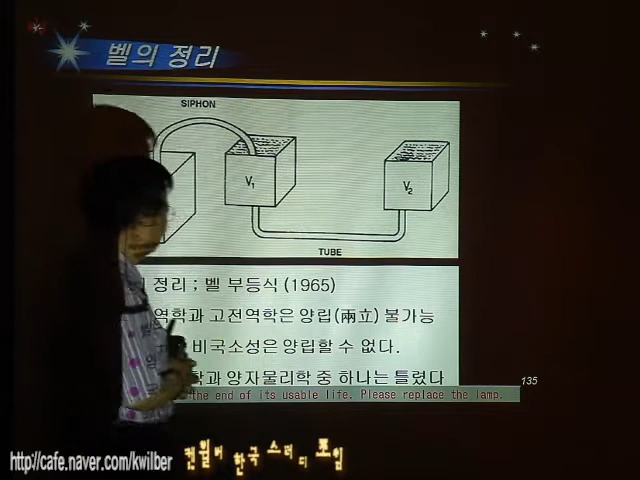 벨의 정리
SIPHON
V1
V2
TUBE
정리 ; 벨 부등식 (1965)
역학과 고전역학은 양립(兩立) 불가능
비국소성은 양립할 수 없다.
과 양자물리학 중 하나는 틀렸다
135
the end of its usable life. Please replace the lamp.
http://cafe.naver.com/kwilber
켄윌버 한국 스터디 모임